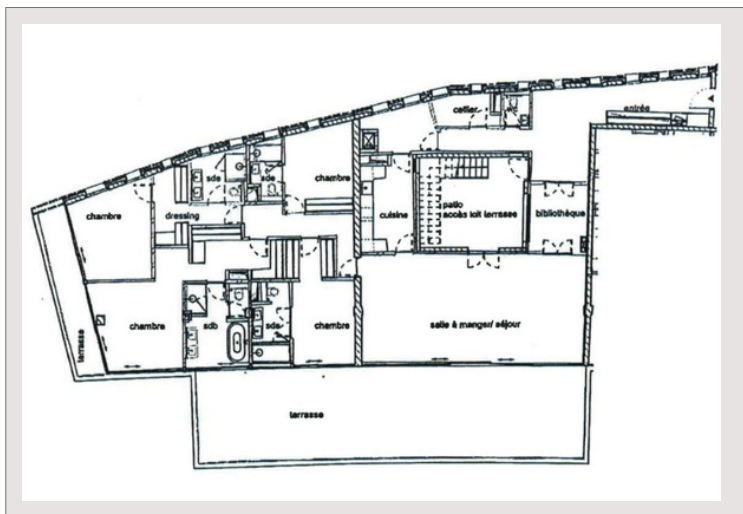 entrée
cellier
wc
sde
sde
chambre
chambre
dressing
cuisine
patio
accès toit terrasse
bibliothèque
chambre
sdb
sde
chambre
salle à manger/ séjour
terrasse
terrasse